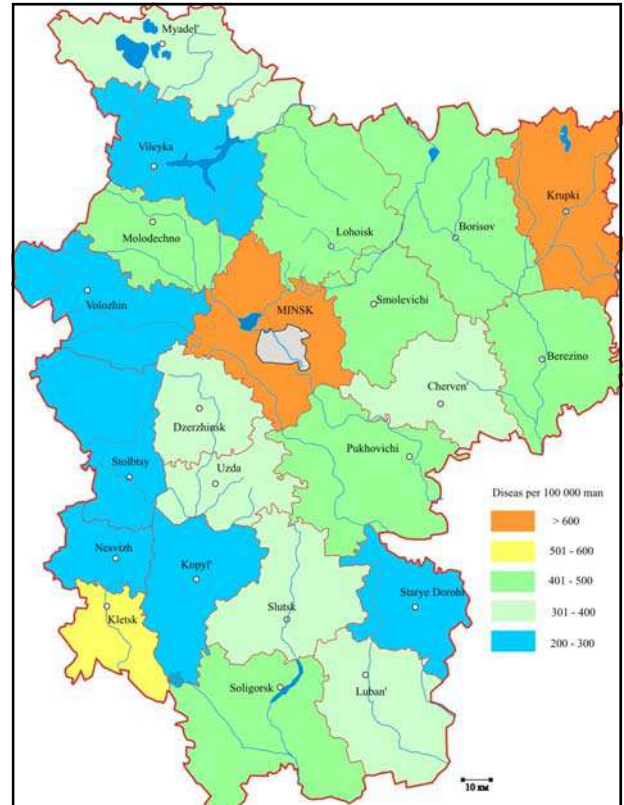 Myadel'
Vileyka
Krupki
Molodechno
Lohoisk
Borisov
Volozhin
MINSK
Smolevichi
Berezino
Cherven'
Dzerzhinsk
Pukhovichi
Uzda
Stolbtsy
Diseas per 100 000 man
> 600
501 - 600
401 - 500
301 - 400
200 - 300
Nesvizh
Kopyl'
Starye Dorohi
Kletsk
Slutsk
Soligorsk
Luban'
10 км